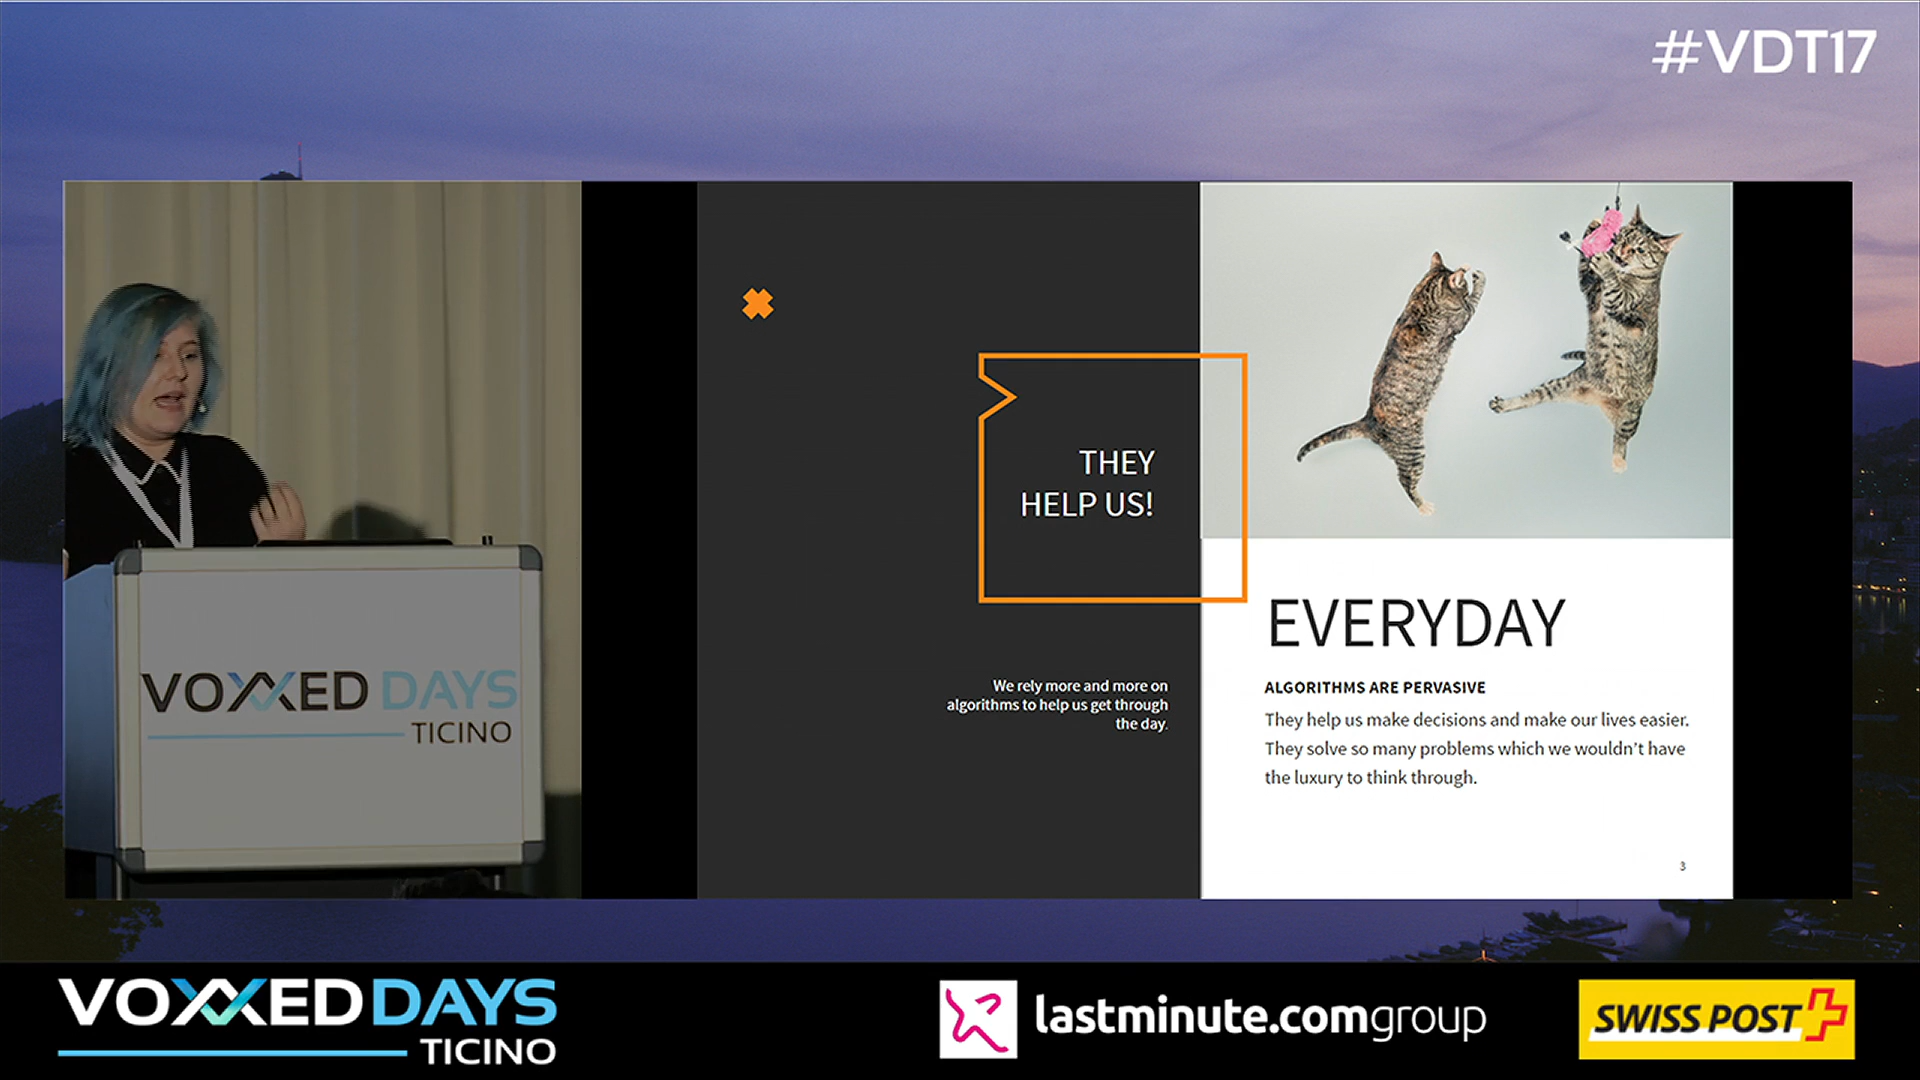 #VDT17
THEY
HELP US!
We rely more and more on
algorithms to help us get through
the day.
EVERYDAY
ALGORITHMS ARE PERVASIVE
They help us make decisions and make our lives easier.
They solve so many problems which we wouldn't have
the luxury to think through.
3
VOXXED DAYS
TICINO
VOXXED DAYS
TICINO
lastminute.comgroup
SWISS POST